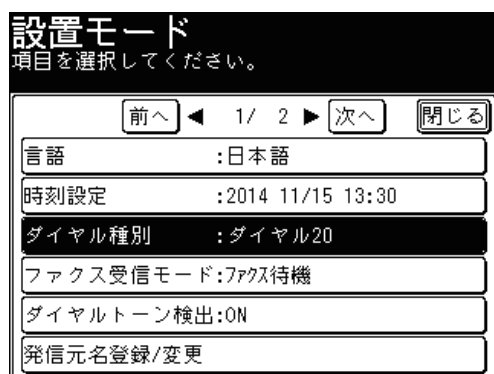 設置モード
項目を選択してください。
前へ ◀ 1/ 2 ▶ 次へ 閉じる
言語 :日本語
時刻設定 :2014 11/15 13:30
ダイヤル種別 :ダイヤル20
ファクス受信モード:ﾌｧｸｽ待機
ダイヤルトーン検出:ON
発信元名登録/変更